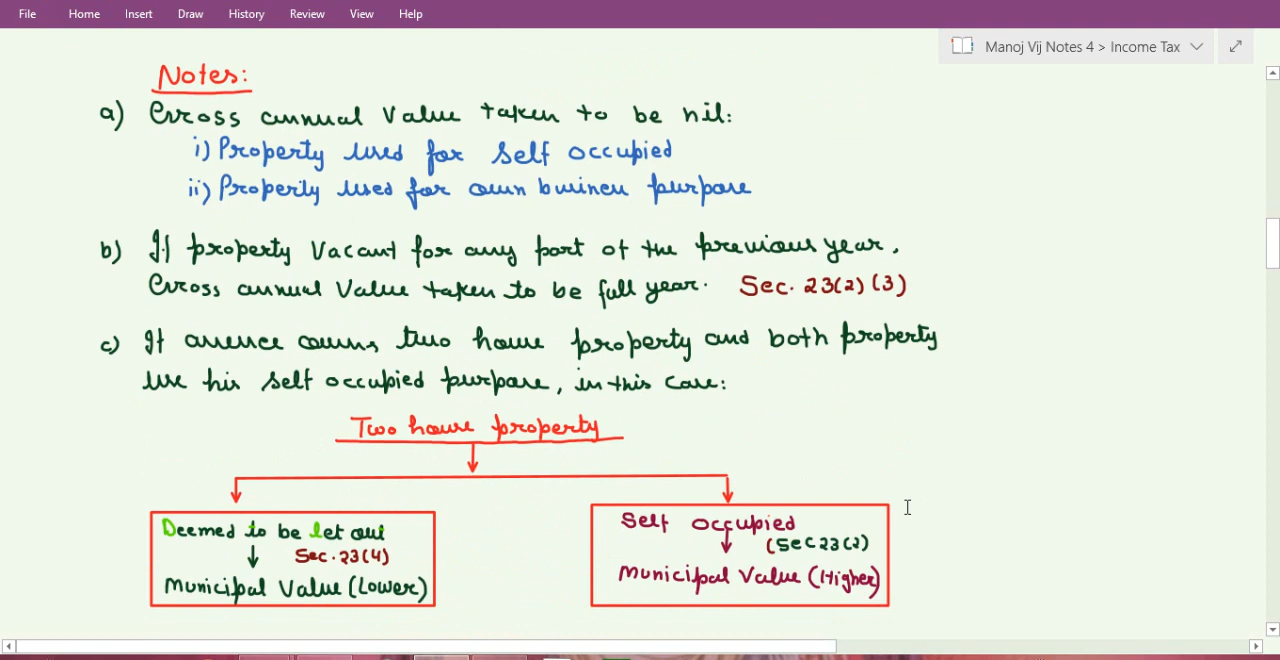 File Home Insert Draw History Review View Help
Manoj Vij Notes 4 > Income Tax
Notes:
a) Gross annual value taken to be nil:
i) Property used for self occupied
ii) Property used for own business purpose
b) If property vacant for any part of the previous year,
Gross annual value taken to be full year. Sec. 23(2) (3)
c) If assessee owns two house property and both property
use his self occupied purpose, in this case:
Two house property
Deemed to be let out
Sec. 23(4)
Municipal Value (Lower)
Self occupied
(Sec 23(2)
Municipal Value (Higher)